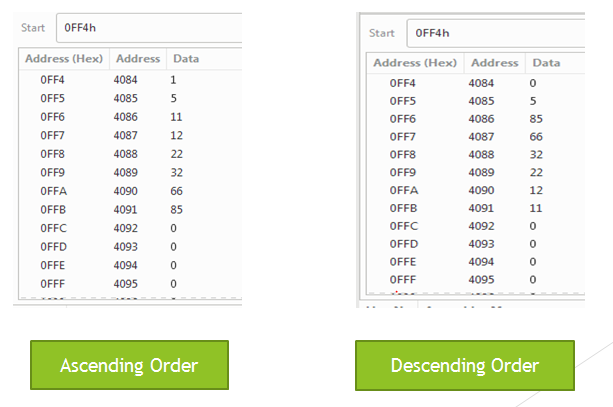 Start 0FF4h
Address (Hex) Address Data
0FF4 4084 1
0FF5 4085 5
0FF6 4086 11
0FF7 4087 12
0FF8 4088 22
0FF9 4089 32
0FFA 4090 66
0FFB 4091 85
0FFC 4092 0
0FFD 4093 0
0FFE 4094 0
0FFF 4095 0
Ascending Order
Start 0FF4h
Address (Hex) Address Data
0FF4 4084 0
0FF5 4085 5
0FF6 4086 85
0FF7 4087 66
0FF8 4088 32
0FF9 4089 22
0FFA 4090 12
0FFB 4091 11
0FFC 4092 0
0FFD 4093 0
0FFE 4094 0
0FFF 4095 0
Descending Order